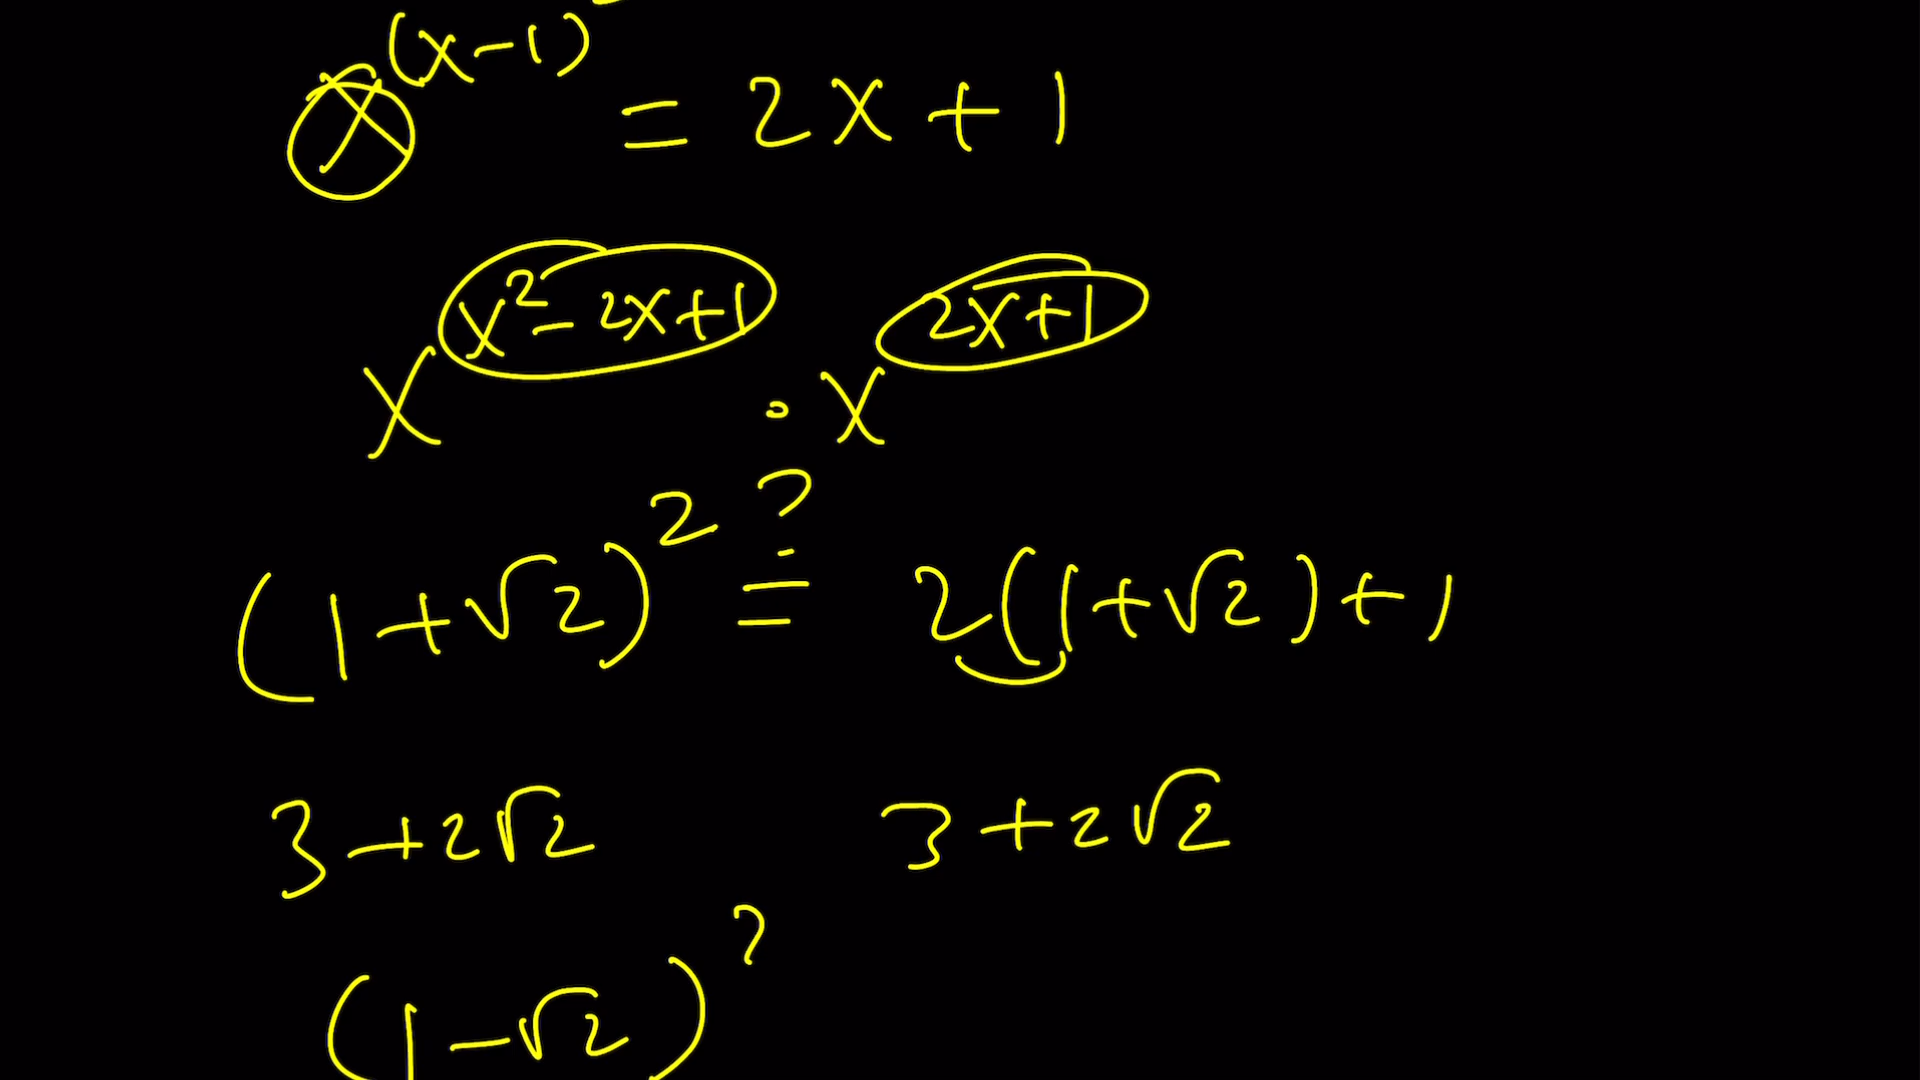 x^(x-1)^2 = 2x+1
x^(x²-2x+1) · x^(2x+1)
(1+√2)² ?= 2(1+√2)+1
3+2√2   3+2√2
(1-√2)^?